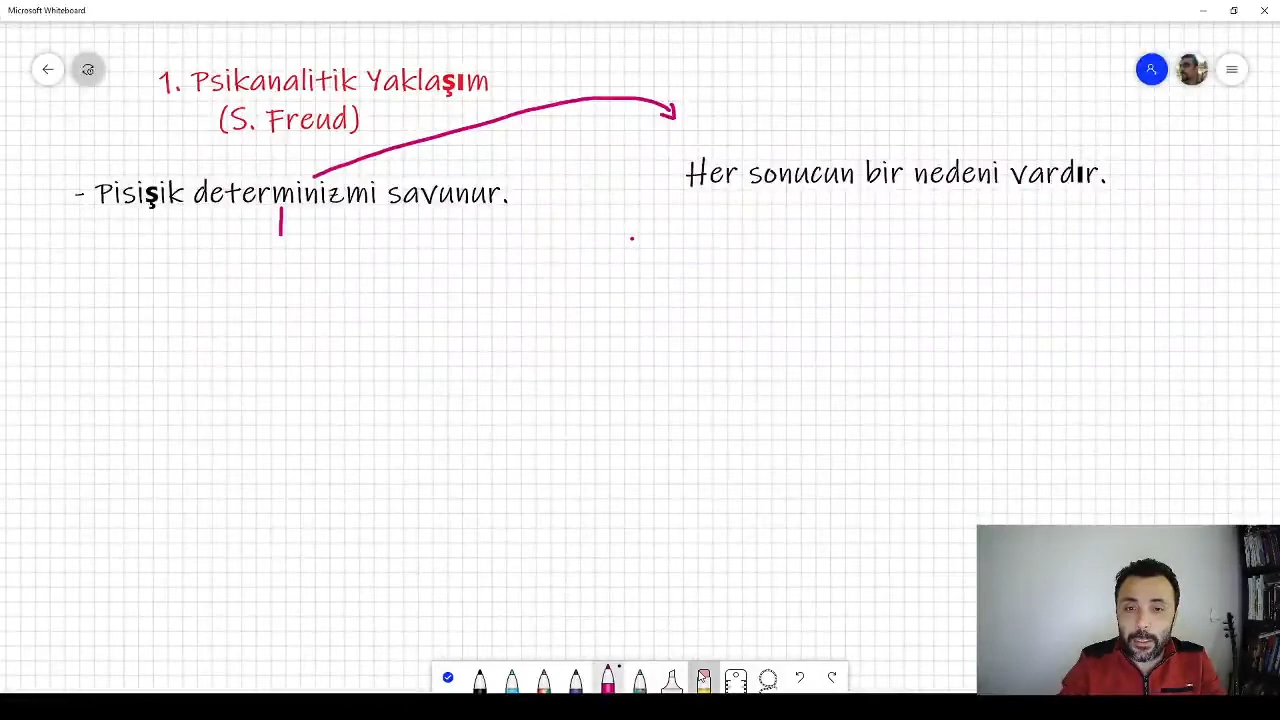 Microsoft Whiteboard
1. Psikanalitik Yaklaşım
(S. Freud)
- Pisişik determinizmi savunur.
Her sonucun bir nedeni vardır.